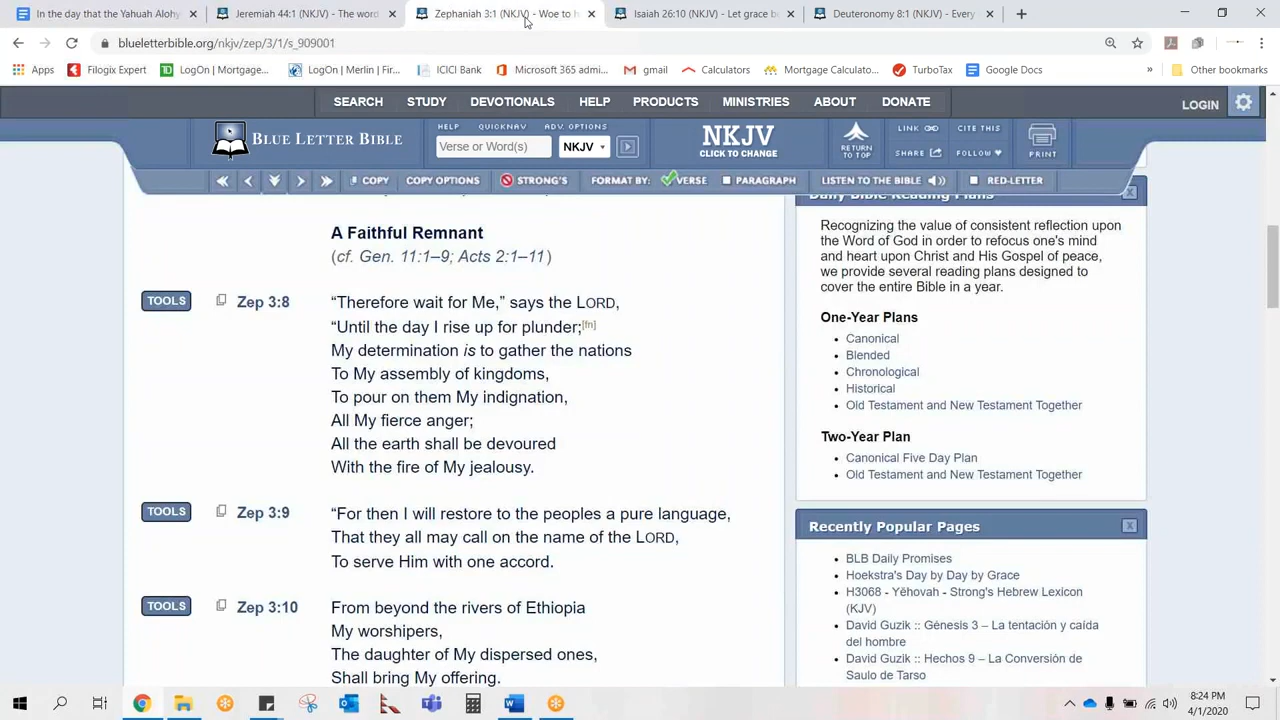 In the day that the Yahuah Alohy
Jeremiah 44:1 (NKJV) - The word
Zephaniah 3:1 (NKJV) - Woe to h
Isaiah 26:10 (NKJV) - Let grace b
Deuteronomy 8:1 (NKJV) - Every
blueletterbible.org/nkjv/zep/3/1/s_909001
Apps
Filogix Expert
LogOn | Mortgage...
LogOn | Merlin | Fir...
ICICI Bank
Microsoft 365 admi...
gmail
Calculators
Mortgage Calculato...
TurboTax
Google Docs
»
Other bookmarks
SEARCH STUDY DEVOTIONALS HELP PRODUCTS MINISTRIES ABOUT DONATE
LOGIN
BLUE LETTER BIBLE
HELP QUICKNAV ADV. OPTIONS
Verse or Word(s)
NKJV
NKJV
CLICK TO CHANGE
RETURN
TO TOP
LINK
CITE THIS
SHARE
FOLLOW
PRINT
COPY COPY OPTIONS STRONG'S FORMAT BY: VERSE PARAGRAPH LISTEN TO THE BIBLE RED-LETTER
A Faithful Remnant
(cf. Gen. 11:1–9; Acts 2:1–11)
TOOLS Zep 3:8 “Therefore wait for Me,” says the LORD,
“Until the day I rise up for plunder;[fn]
My determination is to gather the nations
To My assembly of kingdoms,
To pour on them My indignation,
All My fierce anger;
All the earth shall be devoured
With the fire of My jealousy.
TOOLS Zep 3:9 “For then I will restore to the peoples a pure language,
That they all may call on the name of the LORD,
To serve Him with one accord.
TOOLS Zep 3:10 From beyond the rivers of Ethiopia
My worshipers,
The daughter of My dispersed ones,
Shall bring My offering.
Daily Bible Reading Plans
Recognizing the value of consistent reflection upon
the Word of God in order to refocus one's mind
and heart upon Christ and His Gospel of peace,
we provide several reading plans designed to
cover the entire Bible in a year.
One-Year Plans
Canonical
Blended
Chronological
Historical
Old Testament and New Testament Together
Two-Year Plan
Canonical Five Day Plan
Old Testament and New Testament Together
Recently Popular Pages
BLB Daily Promises
Hoekstra's Day by Day by Grace
H3068 - Yĕhovah - Strong's Hebrew Lexicon
(KJV)
David Guzik :: Génesis 3 – La tentación y caída
del hombre
David Guzik :: Hechos 9 – La Conversión de
Saulo de Tarso
8:24 PM
4/1/2020